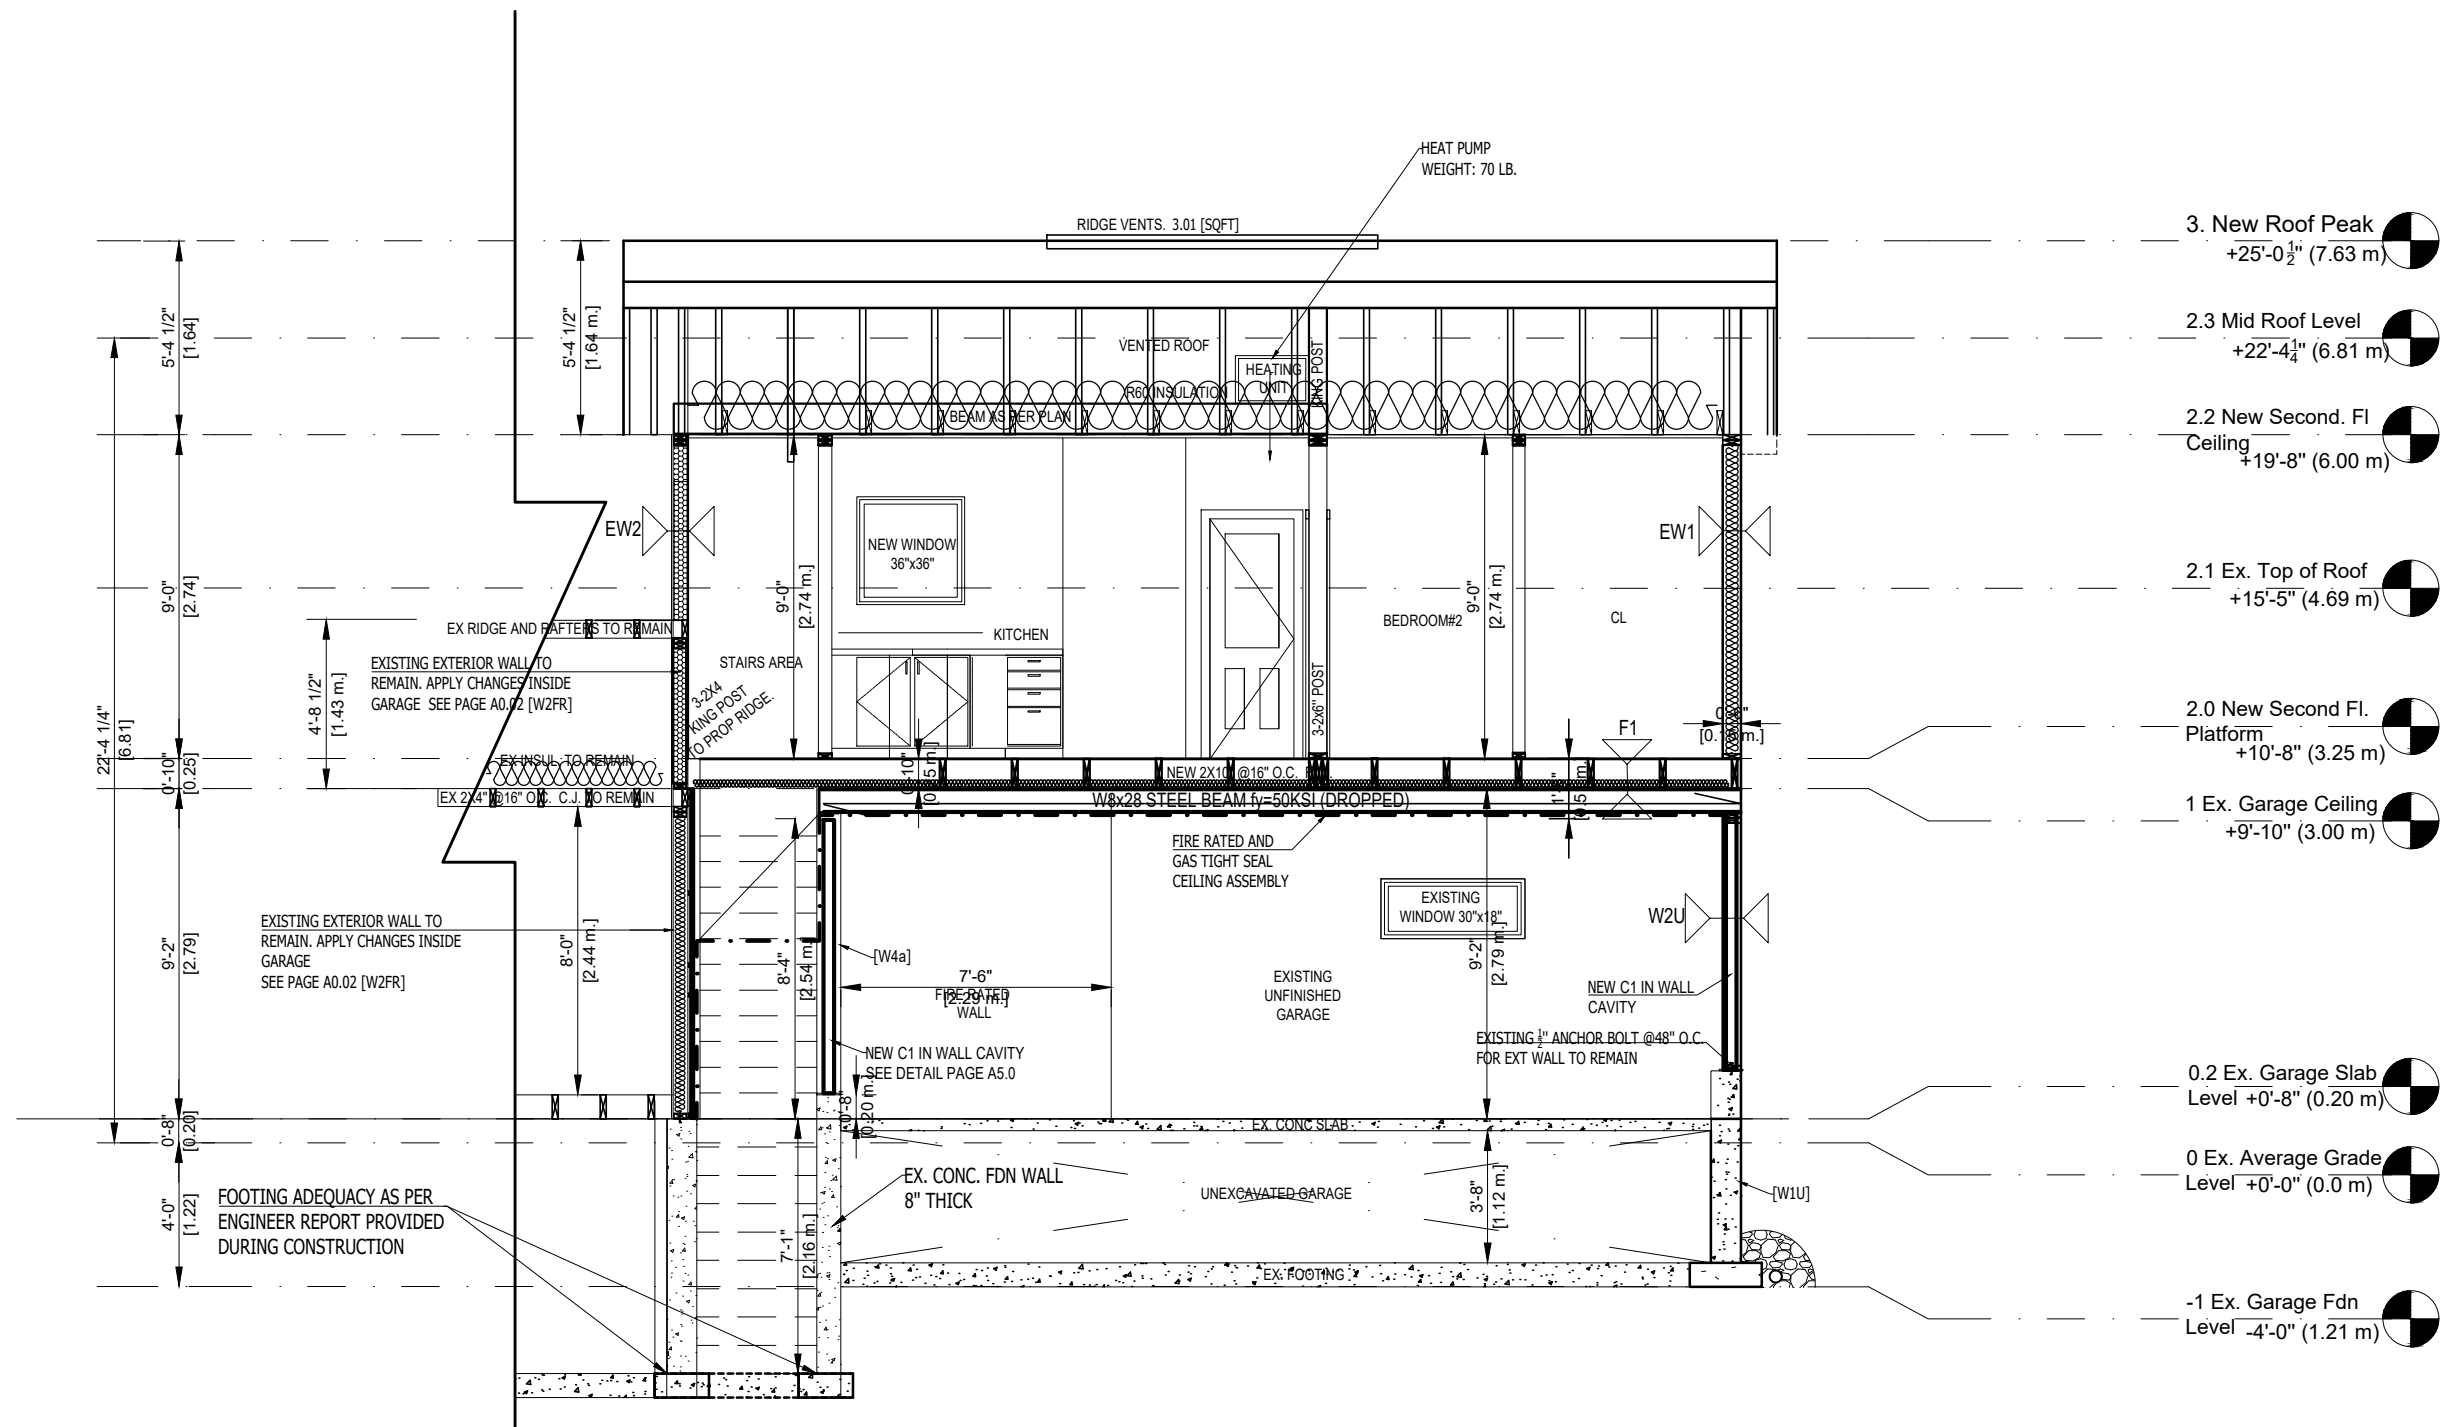 HEAT PUMP
WEIGHT: 70 LB.
RIDGE VENTS. 3.01 [SQFT]
3. New Roof Peak
+25'-0 1/2" (7.63 m)
5'-4 1/2"
[1.64]
5'-4 1/2"
[1.64 m.]
2.3 Mid Roof Level
+22'-4 1/4" (6.81 m)
VENTED ROOF
HEATING
UNIT
KING POST
R60 INSULATION
BEAM AS PER PLAN
2.2 New Second. Fl
Ceiling
+19'-8" (6.00 m)
EW2
EW1
NEW WINDOW
36"x36"
9'-0"
[2.74]
9'-0"
[2.74 m.]
9'-0"
[2.74 m.]
2.1 Ex. Top of Roof
+15'-5" (4.69 m)
BEDROOM#2
CL
EX RIDGE AND RAFTERS TO REMAIN
KITCHEN
STAIRS AREA
EXISTING EXTERIOR WALL TO
REMAIN. APPLY CHANGES INSIDE
GARAGE SEE PAGE A0.02 [W2FR]
3-2X4
KING POST
TO PROP RIDGE.
3-2x6" POST
4'-8 1/2"
[1.43 m.]
22'-4 1/4"
[6.81]
F1
2.0 New Second Fl.
Platform
+10'-8" (3.25 m)
0'-10"
[0.25]
0'-10"
EX INSUL. TO REMAIN
NEW 2X10 @16" O.C.
EX 2X4" @16" O.C. C.J. TO REMAIN
W8x28 STEEL BEAM fy=50KSI (DROPPED)
1 Ex. Garage Ceiling
+9'-10" (3.00 m)
FIRE RATED AND
GAS TIGHT SEAL
CEILING ASSEMBLY
EXISTING
WINDOW 30"x18"
W2U
EXISTING EXTERIOR WALL TO
REMAIN. APPLY CHANGES INSIDE
GARAGE
SEE PAGE A0.02 [W2FR]
9'-2"
[2.79]
8'-0"
[2.44 m.]
8'-4"
[2.54 m.]
9'-2"
[2.79 m.]
[W4a]
7'-6"
[2.29 m.]
FIRE RATED
WALL
EXISTING
UNFINISHED
GARAGE
NEW C1 IN WALL
CAVITY
EXISTING 1/2" ANCHOR BOLT @48" O.C.
FOR EXT WALL TO REMAIN
NEW C1 IN WALL CAVITY
SEE DETAIL PAGE A5.0
0'-8"
[0.20 m.]
0.2 Ex. Garage Slab
Level +0'-8" (0.20 m)
0'-8"
[0.20]
EX. CONC SLAB
0 Ex. Average Grade
Level +0'-0" (0.0 m)
EX. CONC. FDN WALL
8" THICK
UNEXCAVATED GARAGE
3'-8"
[1.12 m.]
[W1U]
FOOTING ADEQUACY AS PER
ENGINEER REPORT PROVIDED
DURING CONSTRUCTION
4'-0"
[1.22]
7'-1"
[2.16 m.]
EX. FOOTING
-1 Ex. Garage Fdn
Level -4'-0" (1.21 m)